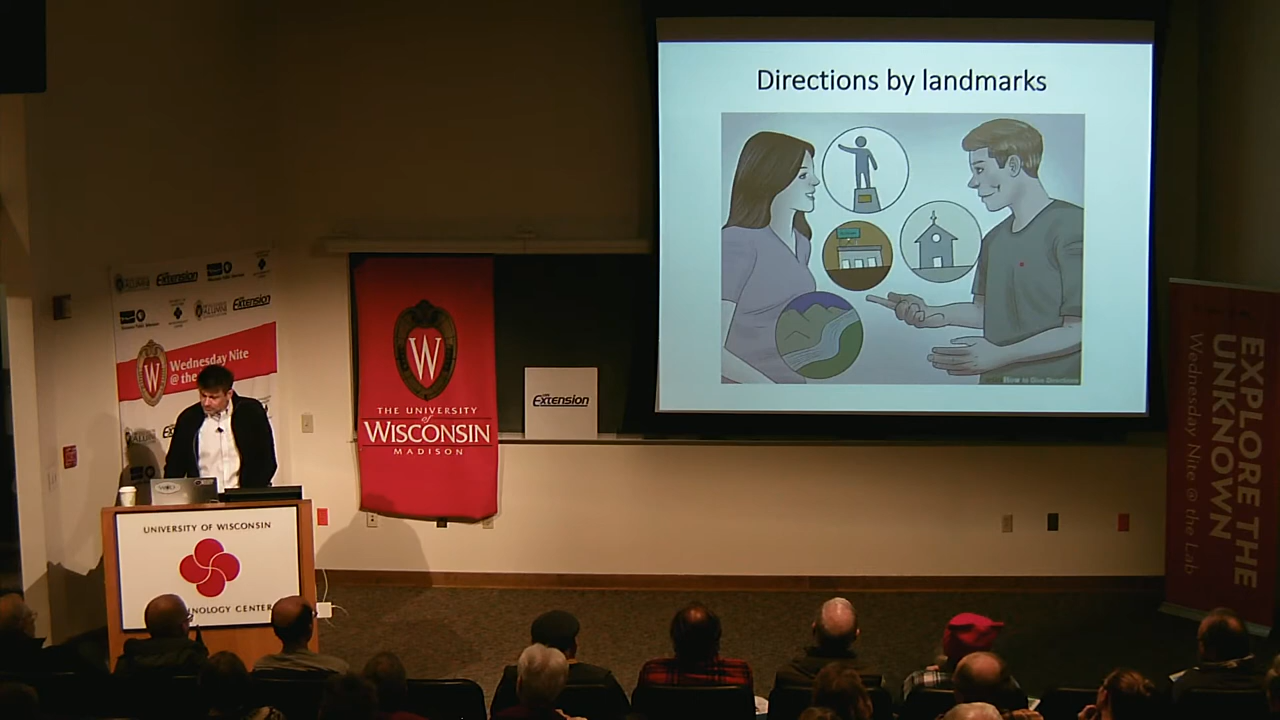 Directions by landmarks
How to Give Directions
Extension
Extension
Wednesday Nite
@ the
W
W
THE UNIVERSITY
of
WISCONSIN
MADISON
Extension
UNIVERSITY OF WISCONSIN
NOLOGY CENTER
EXPLORE THE
UNKNOWN
Wednesday Nite @ the Lab